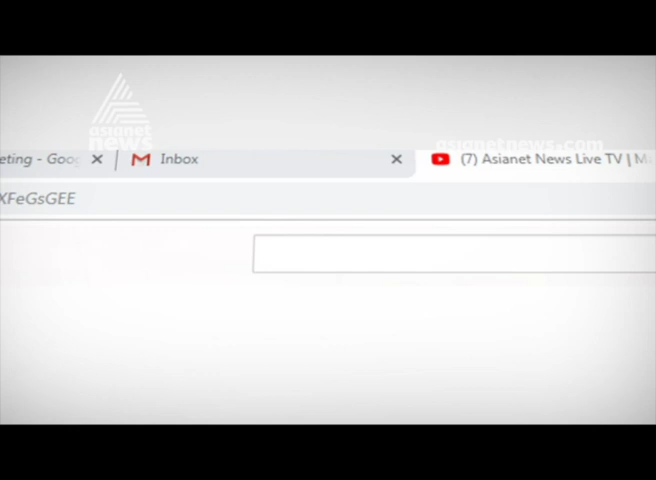 asianet
news
asianetnews.com
eting - Goog
Inbox
(7) Asianet News Live TV | M
XFeGsGEE